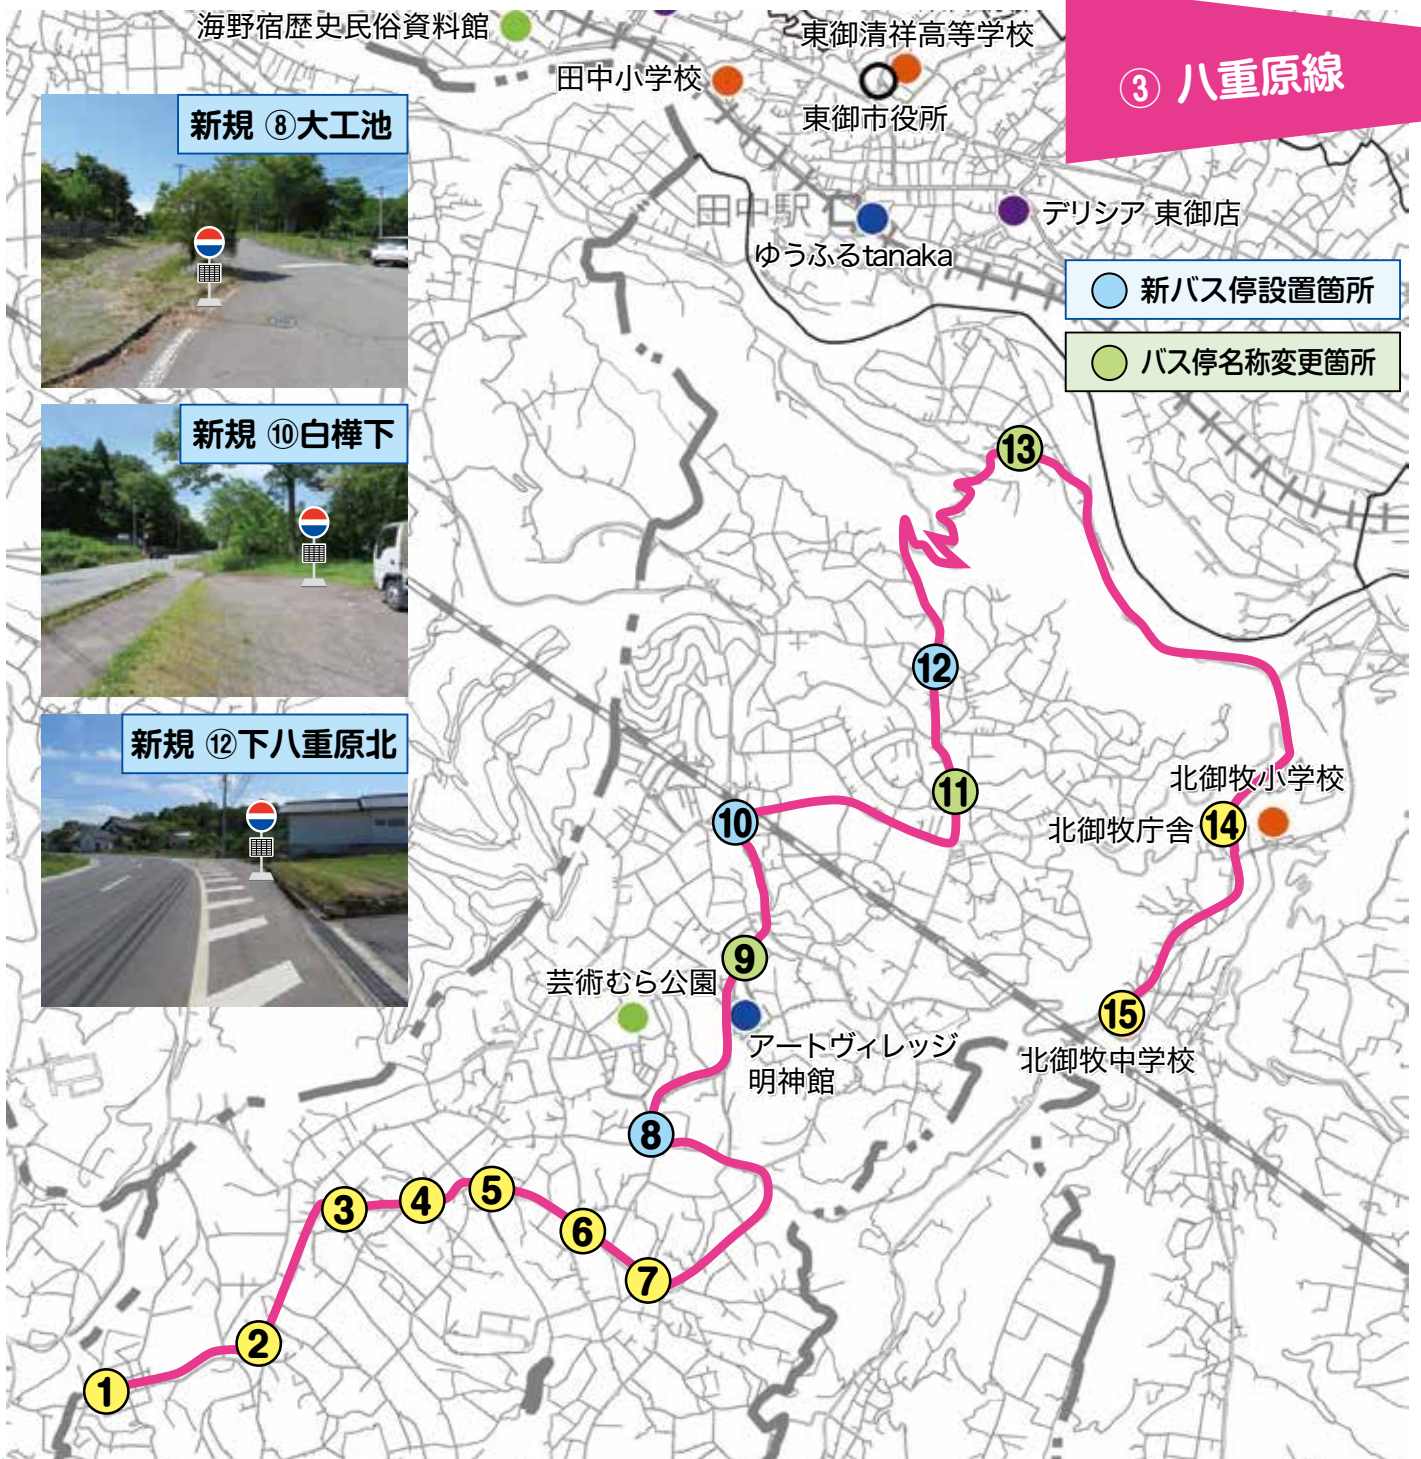 海野宿歴史民俗資料館
東御清祥高等学校
田中小学校
東御市役所
③ 八重原線
新規 ⑧大工池
田中駅
デリシア 東御店
ゆうふるtanaka
新バス停設置箇所
バス停名称変更箇所
新規 ⑩白樺下
13
12
新規 ⑫下八重原北
北御牧小学校
11
10
北御牧庁舎
14
9
芸術むら公園
15
アートヴィレッジ
明神館
北御牧中学校
8
5
4
3
6
7
2
1